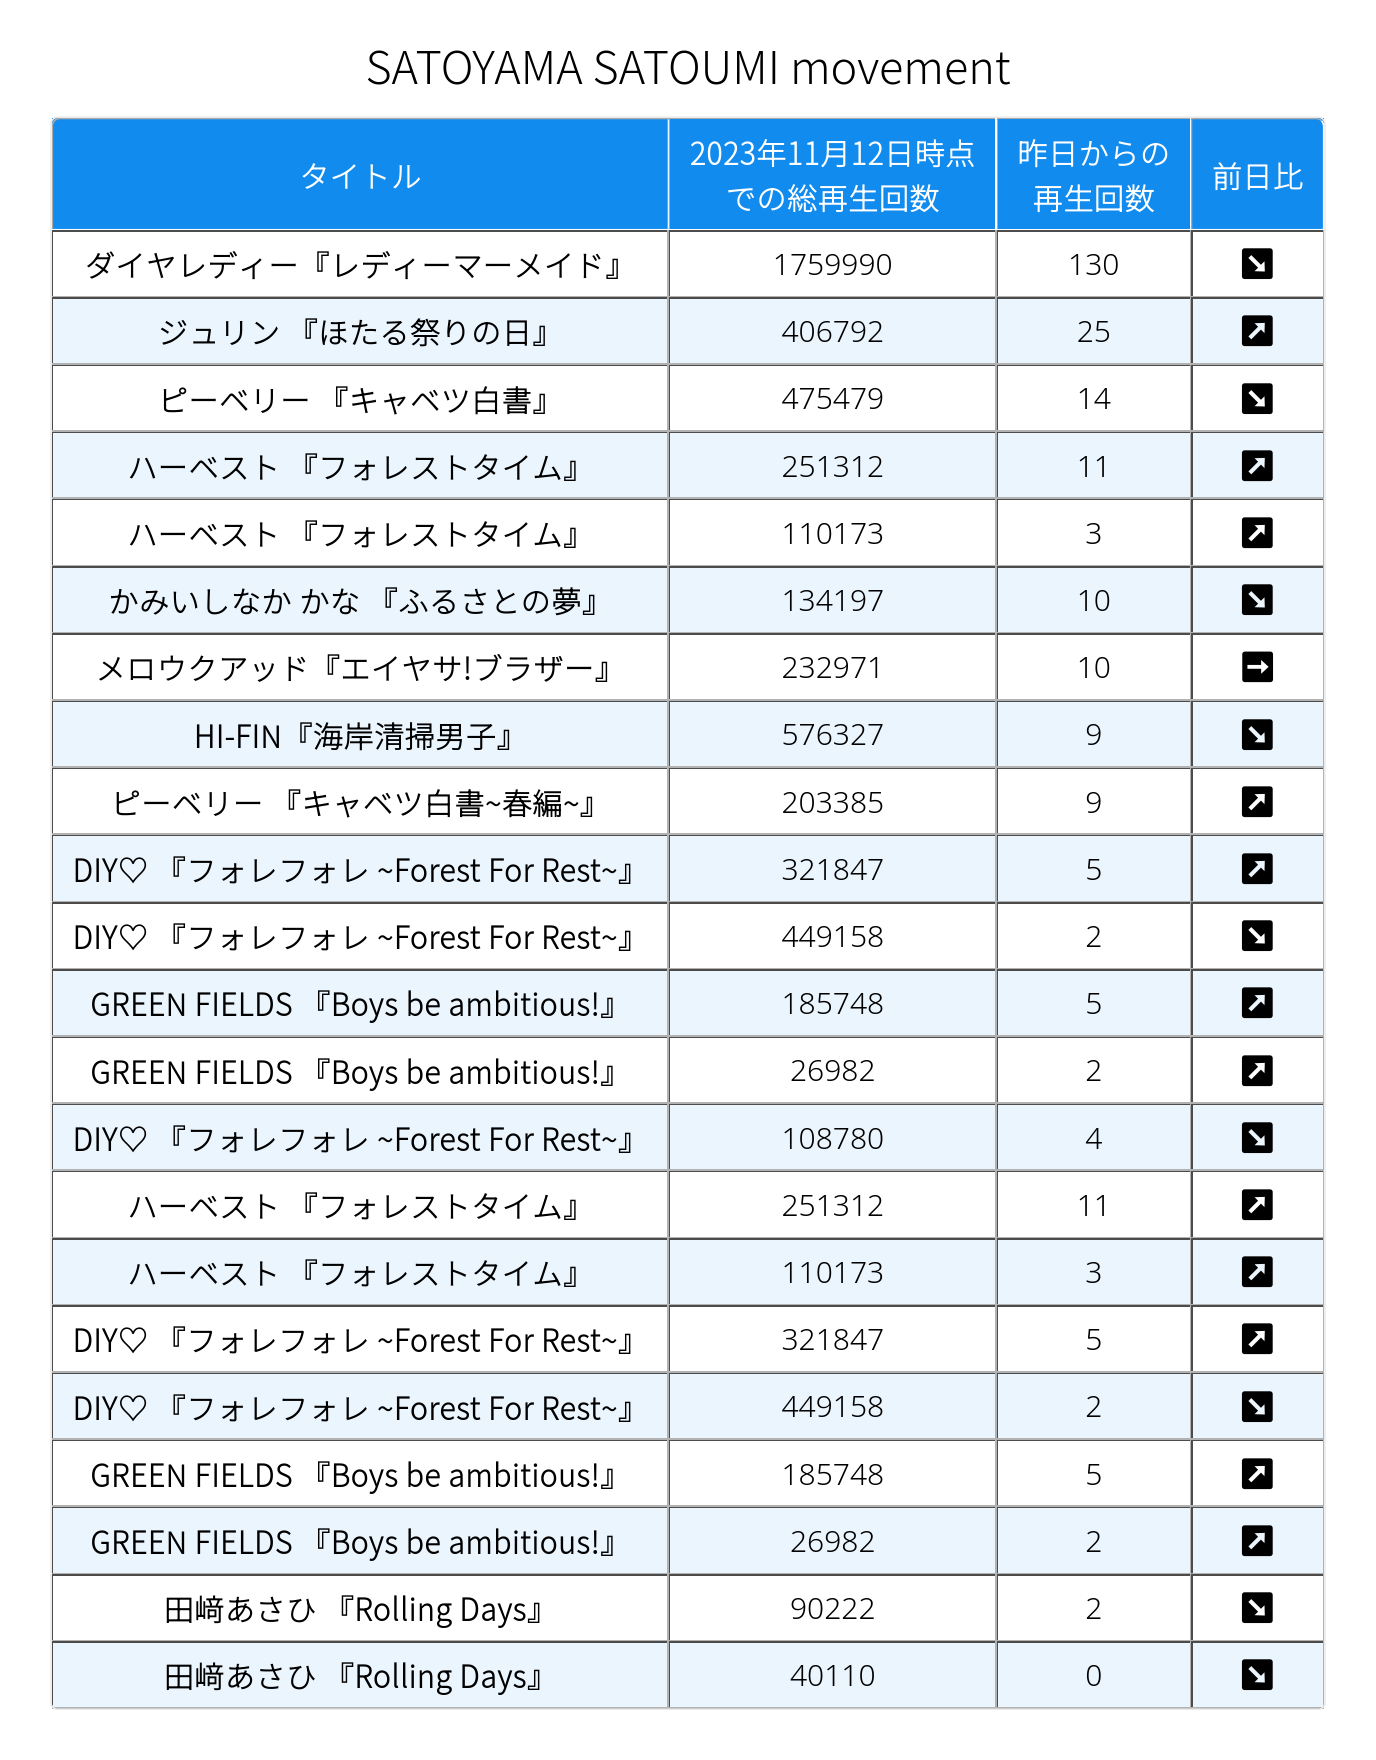 SATOYAMA SATOUMI movement
タイトル 2023年11月12日時点での総再生回数 昨日からの再生回数 前日比
ダイヤレディー『レディーマーメイド』 1759990 130 ↘
ジュリン 『ほたる祭りの日』 406792 25 ↗
ピーベリー 『キャベツ白書』 475479 14 ↘
ハーベスト 『フォレストタイム』 251312 11 ↗
ハーベスト 『フォレストタイム』 110173 3 ↗
かみいしなか かな 『ふるさとの夢』 134197 10 ↘
メロウクアッド『エイヤサ!ブラザー』 232971 10 →
HI-FIN『海岸清掃男子』 576327 9 ↘
ピーベリー 『キャベツ白書~春編~』 203385 9 ↗
DIY♡ 『フォレフォレ ~Forest For Rest~』 321847 5 ↗
DIY♡ 『フォレフォレ ~Forest For Rest~』 449158 2 ↘
GREEN FIELDS 『Boys be ambitious!』 185748 5 ↗
GREEN FIELDS 『Boys be ambitious!』 26982 2 ↗
DIY♡ 『フォレフォレ ~Forest For Rest~』 108780 4 ↘
ハーベスト 『フォレストタイム』 251312 11 ↗
ハーベスト 『フォレストタイム』 110173 3 ↗
DIY♡ 『フォレフォレ ~Forest For Rest~』 321847 5 ↗
DIY♡ 『フォレフォレ ~Forest For Rest~』 449158 2 ↘
GREEN FIELDS 『Boys be ambitious!』 185748 5 ↗
GREEN FIELDS 『Boys be ambitious!』 26982 2 ↗
田﨑あさひ 『Rolling Days』 90222 2 ↘
田﨑あさひ 『Rolling Days』 40110 0 ↘